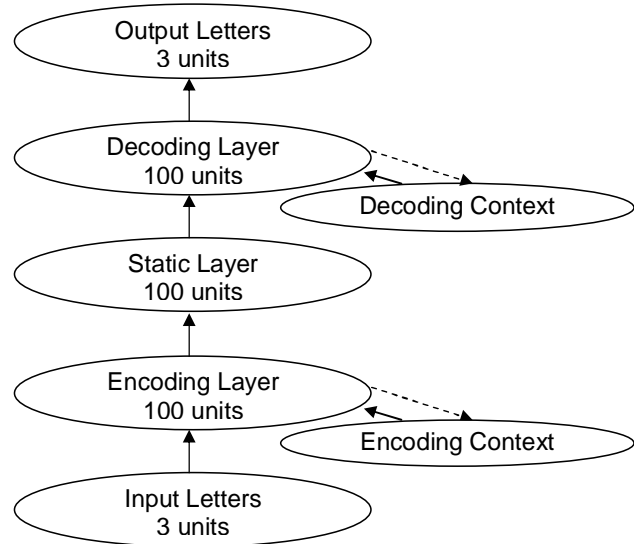 Output Letters
3 units
Decoding Layer
100 units
Decoding Context
Static Layer
100 units
Encoding Layer
100 units
Encoding Context
Input Letters
3 units